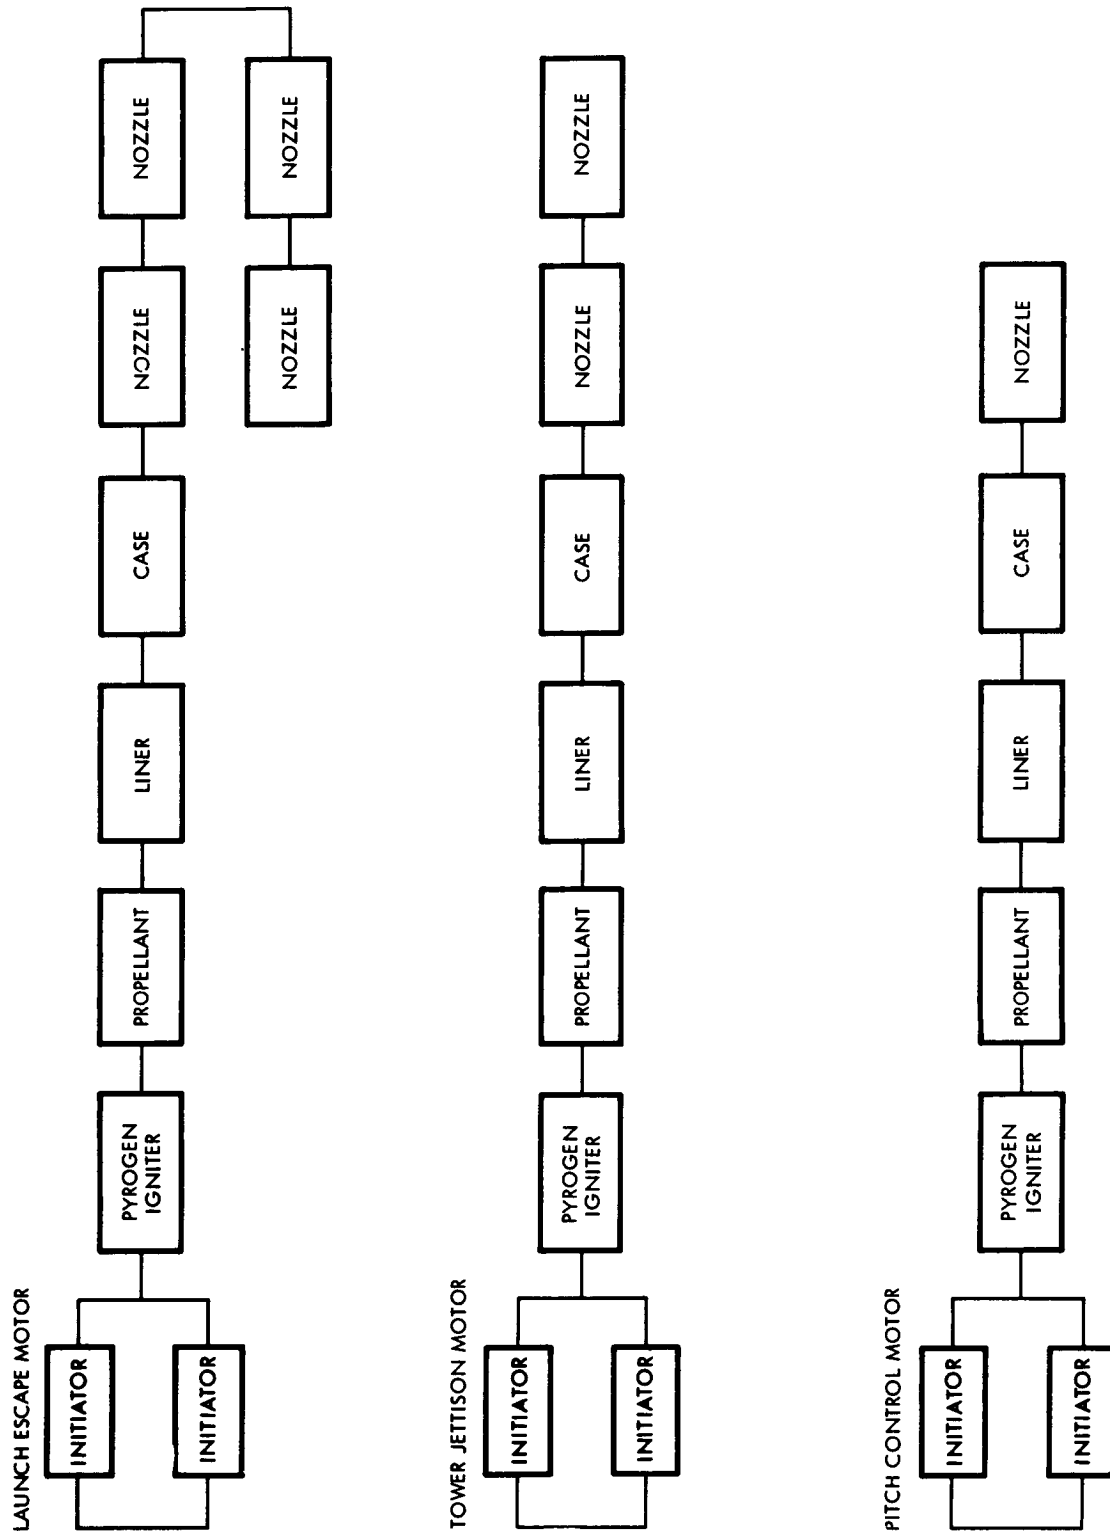 LAUNCH ESCAPE MOTOR
INITIATOR
INITIATOR
PYROGEN
IGNITER
PROPELLANT
LINER
CASE
NOZZLE
NOZZLE
NOZZLE
NOZZLE
TOWER JETTISON MOTOR
INITIATOR
INITIATOR
PYROGEN
IGNITER
PROPELLANT
LINER
CASE
NOZZLE
NOZZLE
PITCH CONTROL MOTOR
INITIATOR
INITIATOR
PYROGEN
IGNITER
PROPELLANT
LINER
CASE
NOZZLE